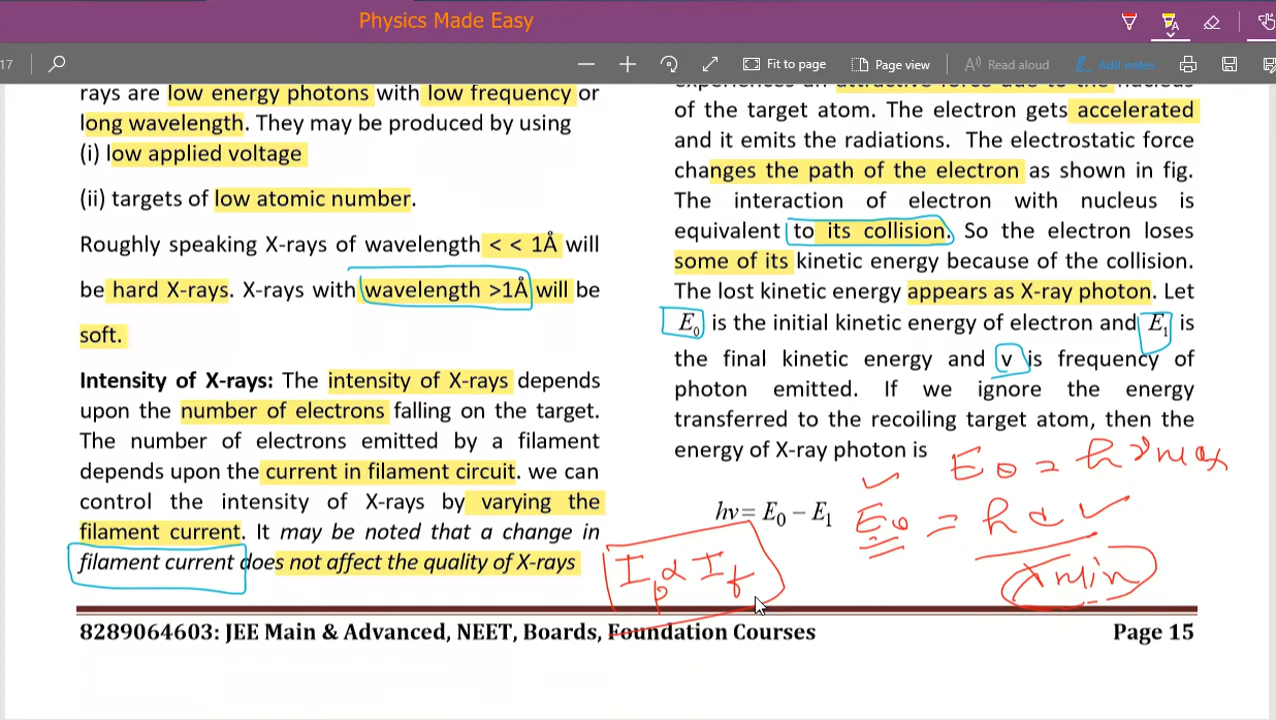 Physics Made Easy
17
Fit to page
Page view
Read aloud
Add notes
rays are low energy photons with low frequency or
long wavelength. They may be produced by using
(i) low applied voltage
(ii) targets of low atomic number.
Roughly speaking X-rays of wavelength < < 1Å will
be hard X-rays. X-rays with wavelength >1Å will be
soft.
Intensity of X-rays: The intensity of X-rays depends
upon the number of electrons falling on the target.
The number of electrons emitted by a filament
depends upon the current in filament circuit. we can
control the intensity of X-rays by varying the
filament current. It may be noted that a change in
filament current does not affect the quality of X-rays
experiences an attractive force due to the nucleus
of the target atom. The electron gets accelerated
and it emits the radiations. The electrostatic force
changes the path of the electron as shown in fig.
The interaction of electron with nucleus is
equivalent to its collision. So the electron loses
some of its kinetic energy because of the collision.
The lost kinetic energy appears as X-ray photon. Let
E₀ is the initial kinetic energy of electron and E₁ is
the final kinetic energy and v is frequency of
photon emitted. If we ignore the energy
transferred to the recoiling target atom, then the
energy of X-ray photon is
E₀ = hνmax
hν = E₀ − E₁
E₀ = hc
λmin
Iₚ ∝ I_f
8289064603: JEE Main & Advanced, NEET, Boards, Foundation Courses
Page 15